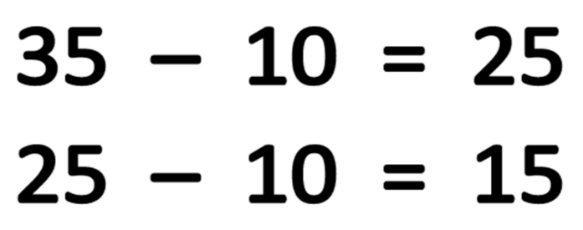 35 – 10 = 25
25 – 10 = 15